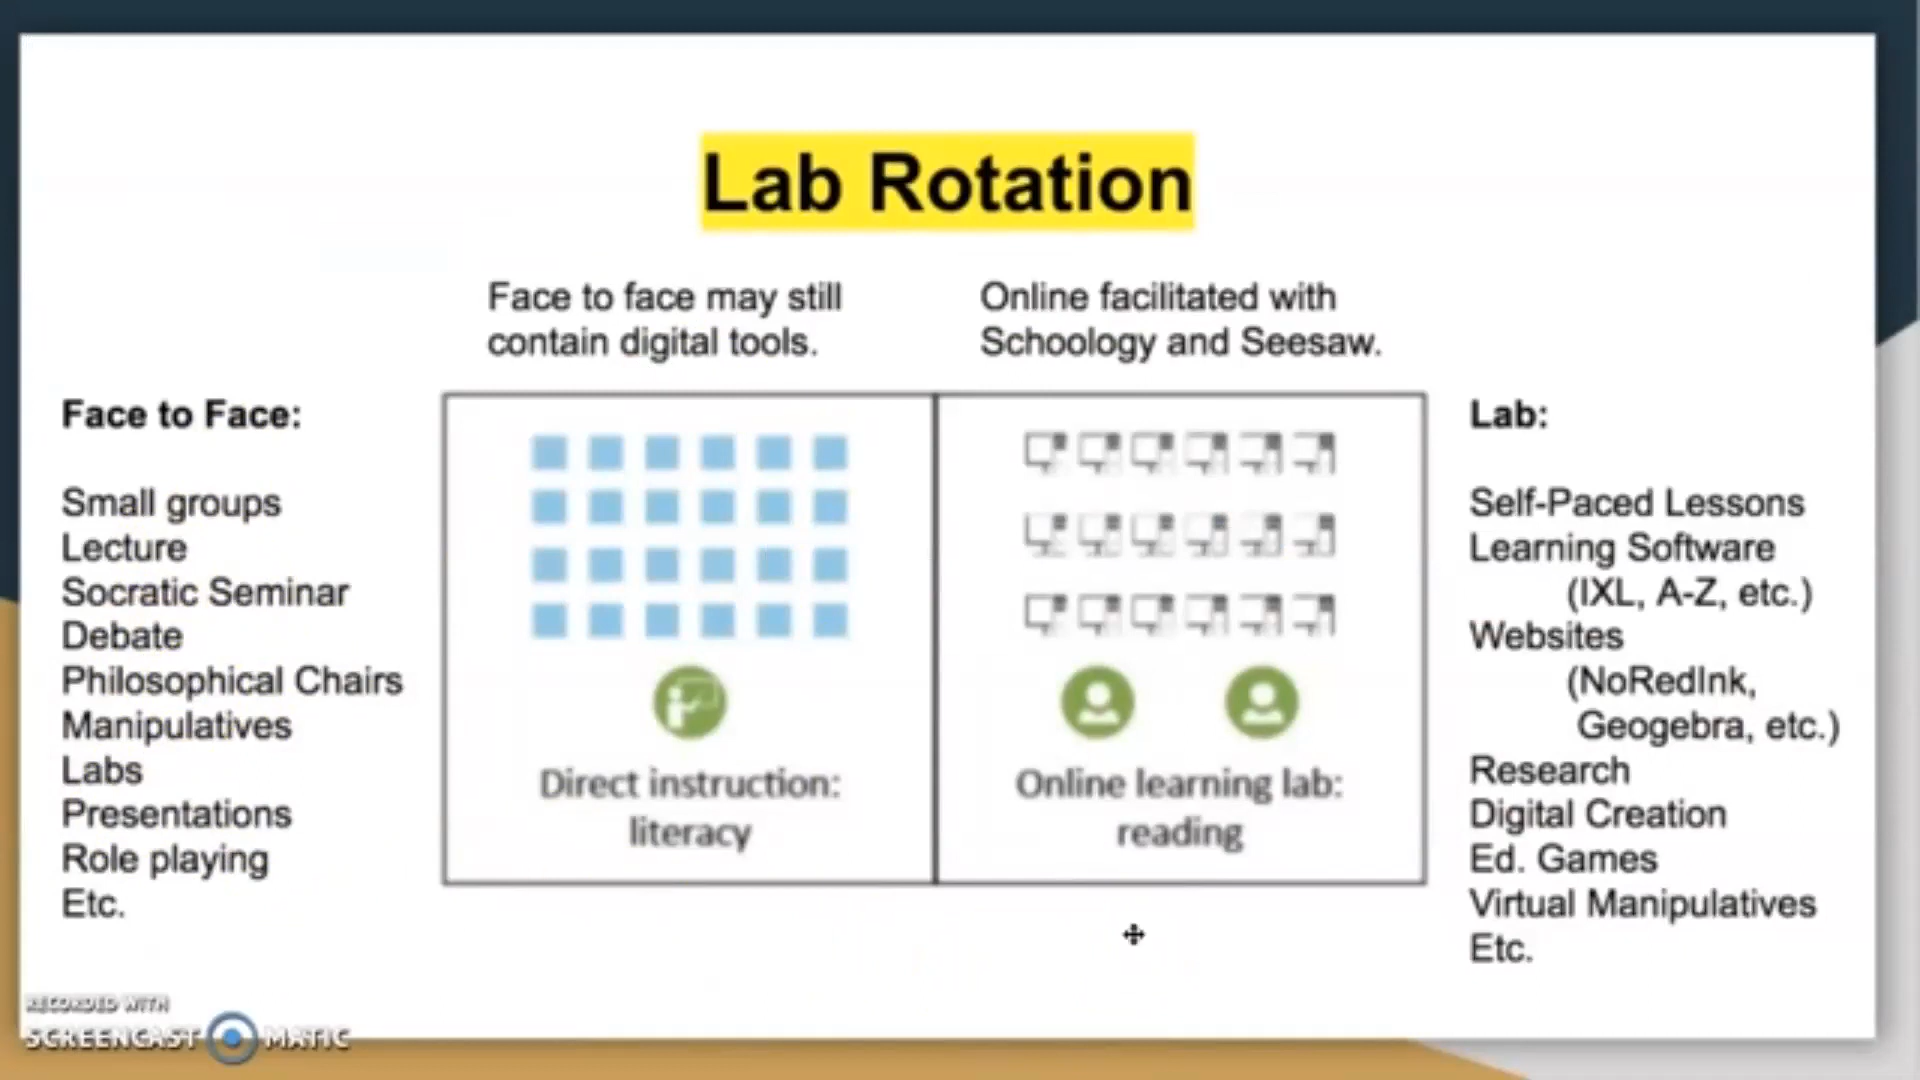 Lab Rotation
Face to face may still
contain digital tools.
Online facilitated with
Schoology and Seesaw.
Face to Face:
Small groups
Lecture
Socratic Seminar
Debate
Philosophical Chairs
Manipulatives
Labs
Presentations
Role playing
Etc.
Direct instruction:
literacy
Online learning lab:
reading
Lab:
Self-Paced Lessons
Learning Software
(IXL, A-Z, etc.)
Websites
(NoRedInk,
Geogebra, etc.)
Research
Digital Creation
Ed. Games
Virtual Manipulatives
Etc.
RECORDED WITH
SCREENCAST MATIC